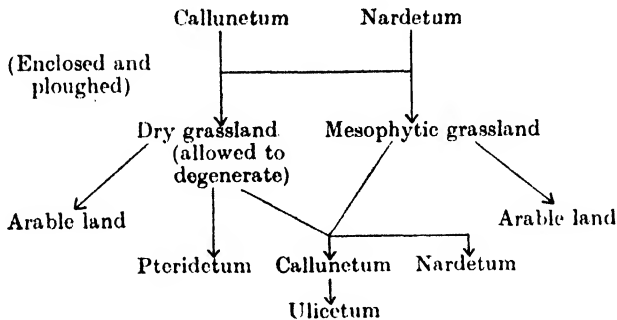 Callunetum Nardetum
(Enclosed and
ploughed)
Dry grassland Mesophytic grassland
(allowed to
degenerate)
Arable land Arable land
Pteridetum Callunetum Nardetum
Ulicetum